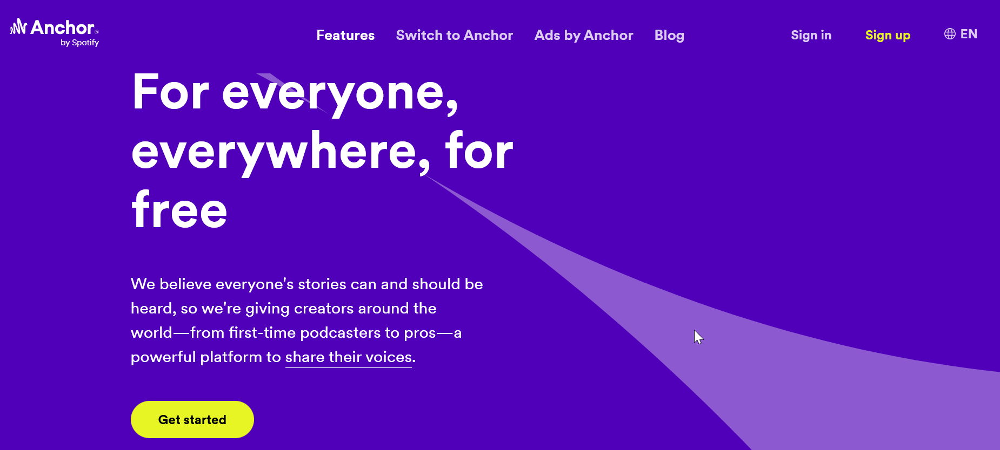 Anchor®
by Spotify
Features Switch to Anchor Ads by Anchor Blog
Sign in Sign up EN
For everyone,
everywhere, for
free
We believe everyone's stories can and should be
heard, so we're giving creators around the
world—from first-time podcasters to pros—a
powerful platform to share their voices.
Get started